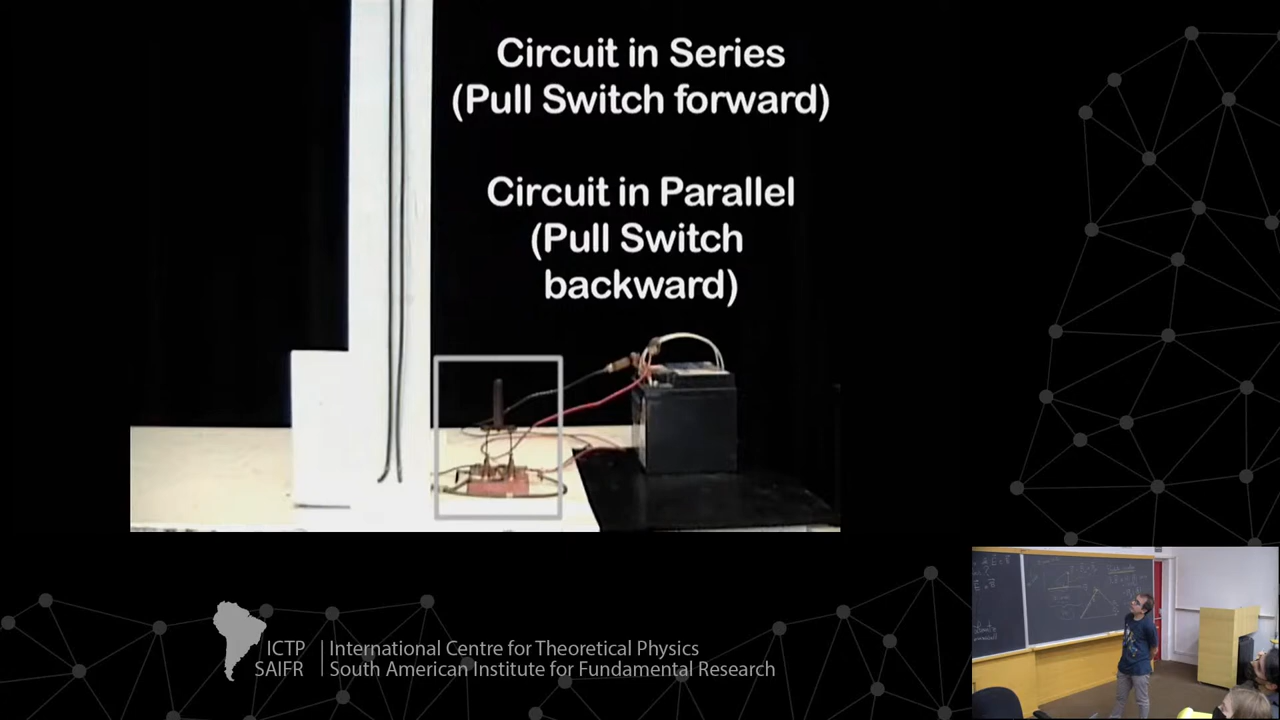 Circuit in Series
(Pull Switch forward)
Circuit in Parallel
(Pull Switch
backward)
ICTP
SAIFR
International Centre for Theoretical Physics
South American Institute for Fundamental Research